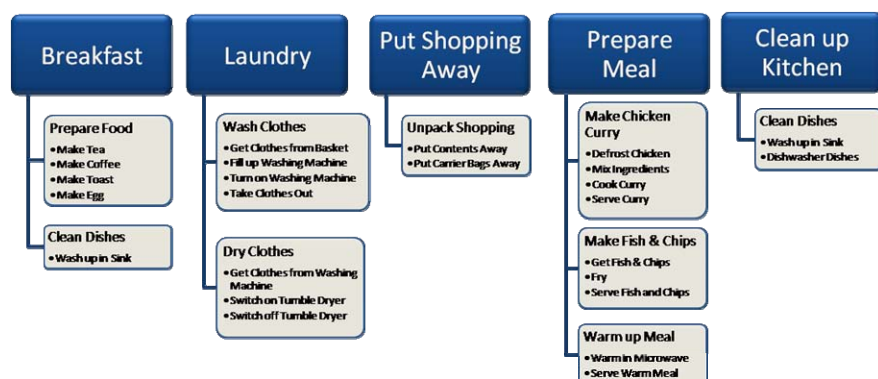 Breakfast
Prepare Food
•Make Tea
•Make Coffee
•Make Toast
•Make Egg
Clean Dishes
•Wash up in Sink
Laundry
Wash Clothes
•Get Clothes from Basket
•Fill up Washing Machine
•Turn on Washing Machine
•Take Clothes Out
Dry Clothes
•Get Clothes from Washing
Machine
•Switch on Tumble Dryer
•Switch off Tumble Dryer
Put Shopping
Away
Unpack Shopping
•Put Contents Away
•Put Carrier Bags Away
Prepare
Meal
Make Chicken
Curry
•Defrost Chicken
•Mix Ingredients
•Cook Curry
•Serve Curry
Make Fish & Chips
•Get Fish & Chips
•Fry
•Serve Fish and Chips
Warm up Meal
•Warm in Microwave
•Serve Warm Meal
Clean up
Kitchen
Clean Dishes
•Wash up in Sink
•Dishwasher Dishes